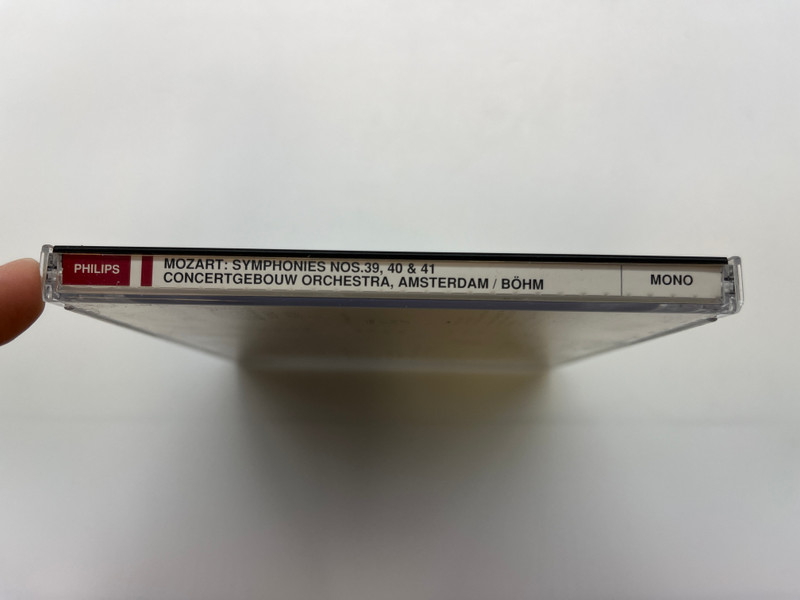 PHILIPS
MOZART: SYMPHONIES NOS.39, 40 & 41
CONCERTGEBOUW ORCHESTRA, AMSTERDAM / BÖHM
MONO